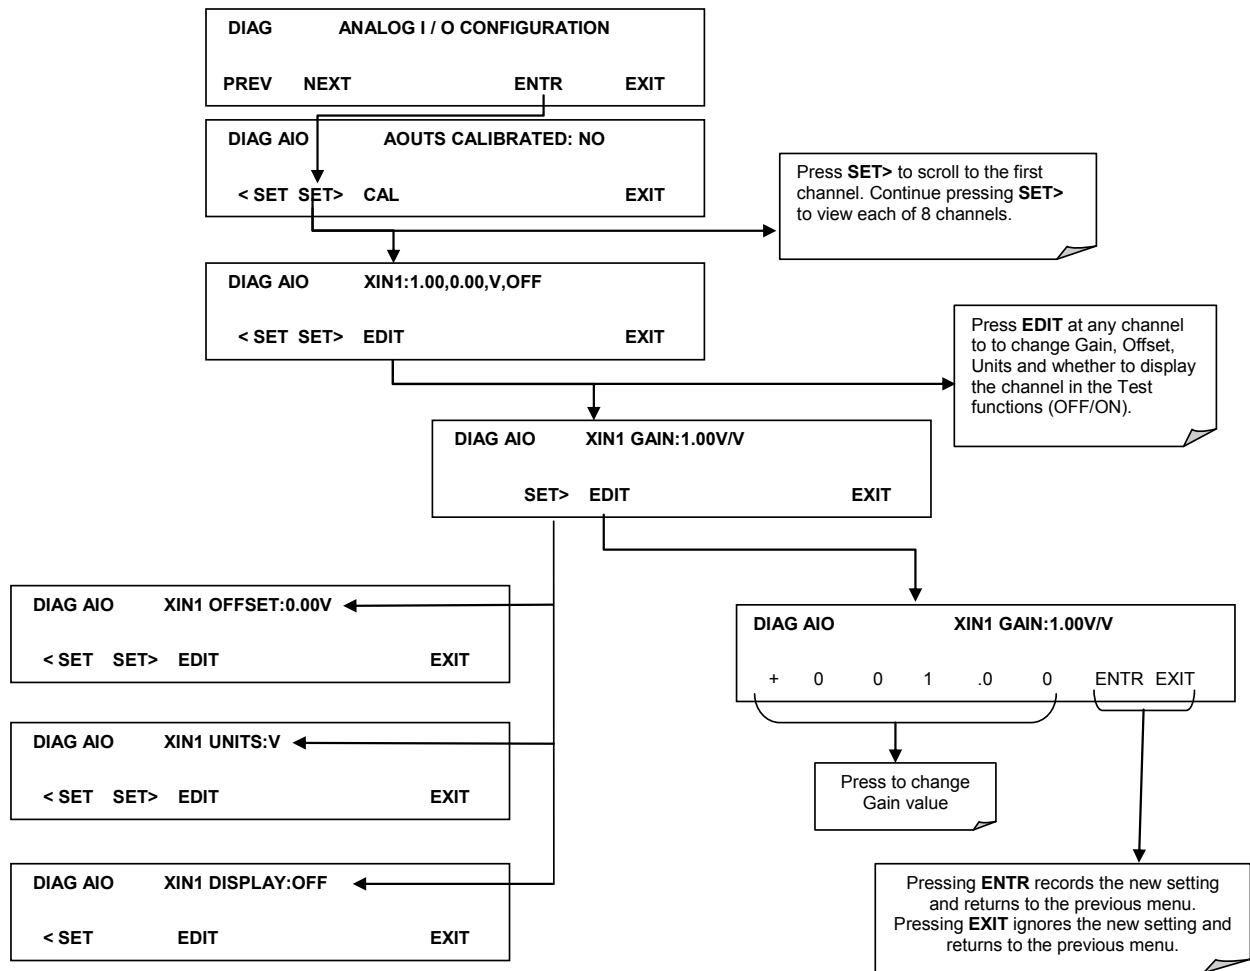 DIAG ANALOG I / O CONFIGURATION
PREV NEXT ENTR EXIT
DIAG AIO AOUTS CALIBRATED: NO
< SET SET> CAL EXIT
Press SET> to scroll to the first
channel. Continue pressing SET>
to view each of 8 channels.
DIAG AIO XIN1:1.00,0.00,V,OFF
< SET SET> EDIT EXIT
Press EDIT at any channel
to to change Gain, Offset,
Units and whether to display
the channel in the Test
functions (OFF/ON).
DIAG AIO XIN1 GAIN:1.00V/V
SET> EDIT EXIT
DIAG AIO XIN1 OFFSET:0.00V
< SET SET> EDIT EXIT
DIAG AIO XIN1 GAIN:1.00V/V
+ 0 0 1 .0 0 ENTR EXIT
DIAG AIO XIN1 UNITS:V
< SET SET> EDIT EXIT
Press to change
Gain value
DIAG AIO XIN1 DISPLAY:OFF
< SET EDIT EXIT
Pressing ENTR records the new setting
and returns to the previous menu.
Pressing EXIT ignores the new setting and
returns to the previous menu.